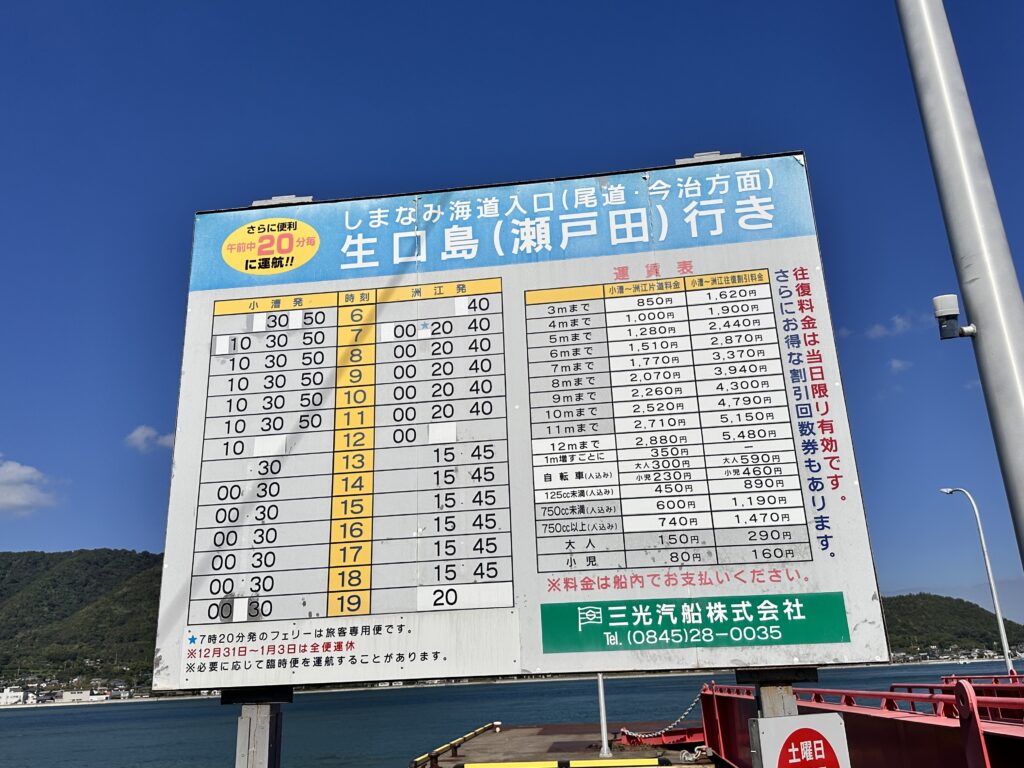 さらに便利
午前中20分毎
に運航!!
しまなみ海道入口(尾道・今治方面)
生口島(瀬戸田)行き
小漕発 時刻 洲江発
30 50 6 40
10 30 50 7 00 ★20 40
10 30 50 8 00 20 40
10 30 50 9 00 20 40
10 30 50 10 00 20 40
10 30 50 11 00 20 40
10 12 00
30 13 15 45
00 30 14 15 45
00 30 15 15 45
00 30 16 15 45
00 30 17 15 45
00 30 18 15 45
00 30 19 20
★7時20分発のフェリーは旅客専用便です。
※12月31日~1月3日は全便運休
※必要に応じて臨時便を運航することがあります。
運賃表
小漕~洲江片道料金 小漕~洲江往復割引料金
3mまで 850円 1,620円
4mまで 1,000円 1,900円
5mまで 1,280円 2,440円
6mまで 1,510円 2,870円
7mまで 1,770円 3,370円
8mまで 2,070円 3,940円
9mまで 2,260円 4,300円
10mまで 2,520円 4,790円
11mまで 2,710円 5,150円
12mまで 2,880円 5,480円
1m増すごとに 350円 −
自転車(人込み) 大人300円 大人590円
小児230円 小児460円
125cc未満(人込み) 450円 890円
750cc未満(人込み) 600円 1,190円
750cc以上(人込み) 740円 1,470円
大人 150円 290円
小児 80円 160円
往復料金は当日限り有効です。
さらにお得な割引回数券もあります。
※料金は船内でお支払いください。
三光汽船株式会社
Tel.(0845)28-0035
土曜日